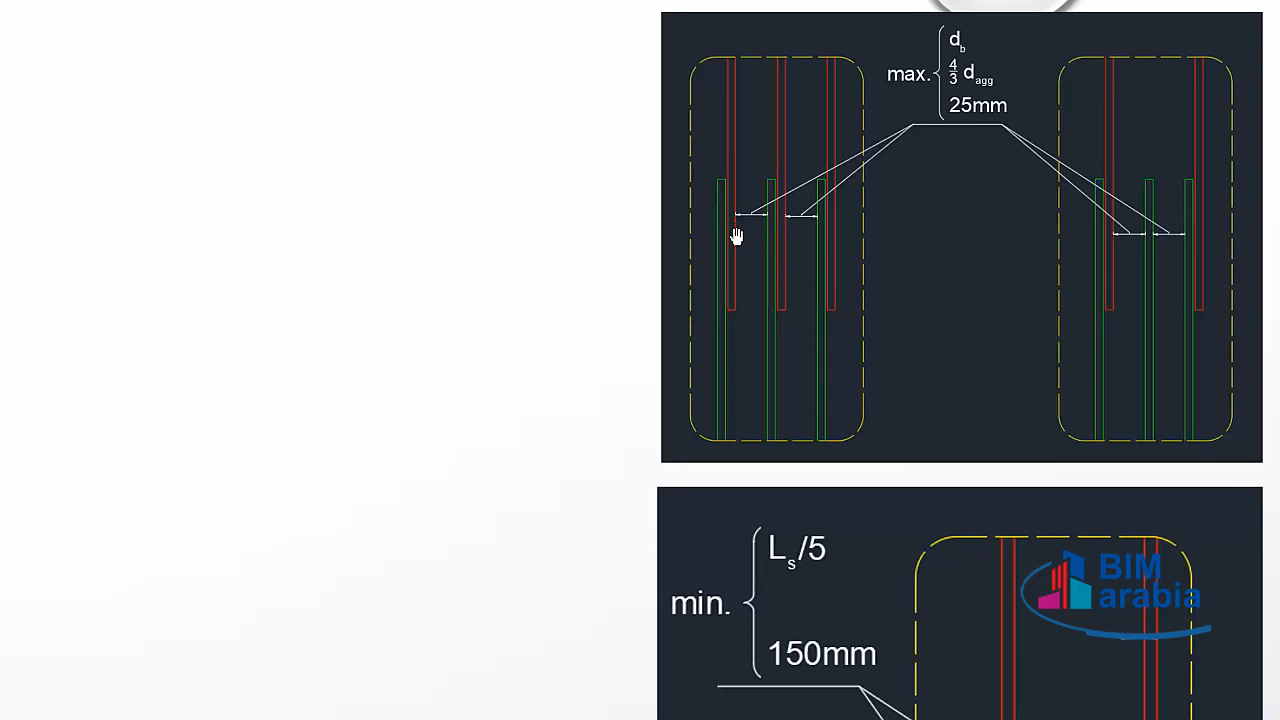 d_b
max. 4/3 d_agg
25mm
L_s/5
min.
150mm
BIM
arabia